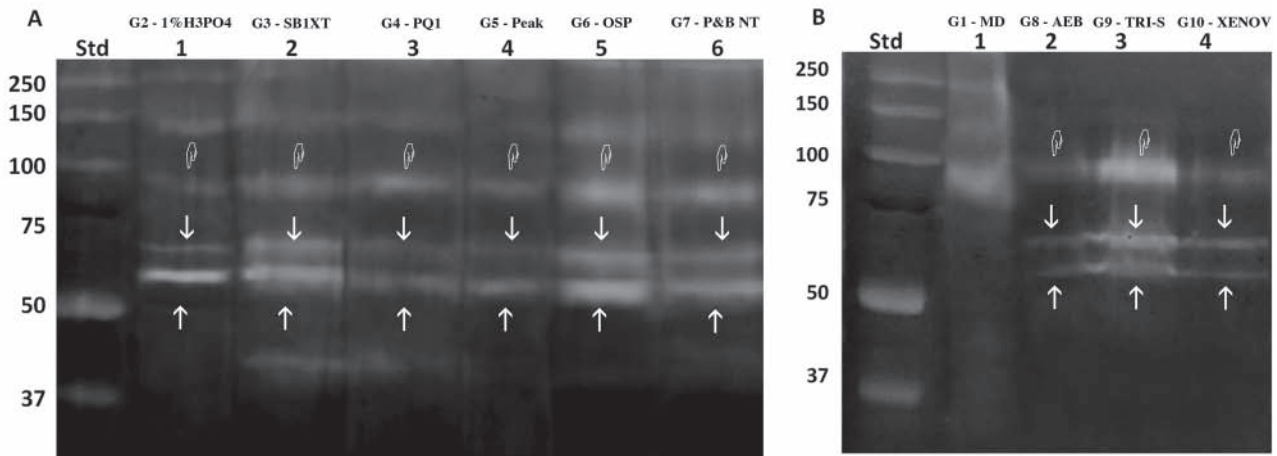 A
G2 - 1%H3PO4 G3 - SB1XT G4 - PQ1 G5 - Peak G6 - OSP G7 - P&B NT
Std 1 2 3 4 5 6
250
150
100
75
50
37
B
G1 - MD G8 - AEB G9 - TRI-S G10 - XENOV
Std 1 2 3 4
250
150
100
75
50
37